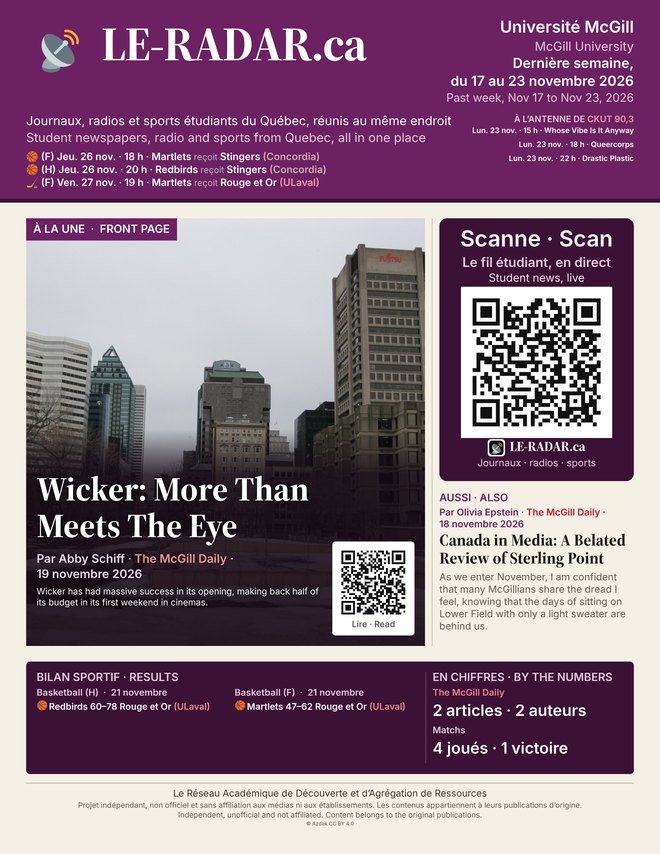 LE-RADAR.ca
Journaux, radios et sports étudiants du Québec, réunis au même endroit
Student newspapers, radio and sports from Quebec, all in one place
(F) Jeu. 26 nov. · 18 h · Martlets reçoit Stingers (Concordia)
(H) Jeu. 26 nov. · 20 h · Redbirds reçoit Stingers (Concordia)
(F) Ven. 27 nov. · 19 h · Martlets reçoit Rouge et Or (ULaval)
Université McGill
McGill University
Dernière semaine,
du 17 au 23 novembre 2026
Past week, Nov 17 to Nov 23, 2026
À L'ANTENNE DE CKUT 90,3
Lun. 23 nov. · 15 h · Whose Vibe Is It Anyway
Lun. 23 nov. · 18 h · Queercorps
Lun. 23 nov. · 22 h · Drastic Plastic
À LA UNE · FRONT PAGE
FUJITSU
Wicker: More Than
Meets The Eye
Par Abby Schiff · The McGill Daily ·
19 novembre 2026
Wicker has had massive success in its opening, making back half of
its budget in its first weekend in cinemas.
Lire · Read
Scanne · Scan
Le fil étudiant, en direct
Student news, live
LE-RADAR.ca
Journaux · radios · sports
AUSSI · ALSO
Par Olivia Epstein · The McGill Daily ·
18 novembre 2026
Canada in Media: A Belated
Review of Sterling Point
As we enter November, I am confident
that many McGillians share the dread I
feel, knowing that the days of sitting on
Lower Field with only a light sweater are
behind us.
BILAN SPORTIF · RESULTS
Basketball (H) · 21 novembre
Redbirds 60–78 Rouge et Or (ULaval)
Basketball (F) · 21 novembre
Martlets 47–62 Rouge et Or (ULaval)
EN CHIFFRES · BY THE NUMBERS
The McGill Daily
2 articles · 2 auteurs
Matchs
4 joués · 1 victoire
Le Réseau Académique de Découverte et d'Agrégation de Ressources
Projet indépendant, non officiel et sans affiliation aux médias ni aux établissements. Les contenus appartiennent à leurs publications d'origine.
Independent, unofficial and not affiliated. Content belongs to the original publications.
© Azdak CC BY 4.0